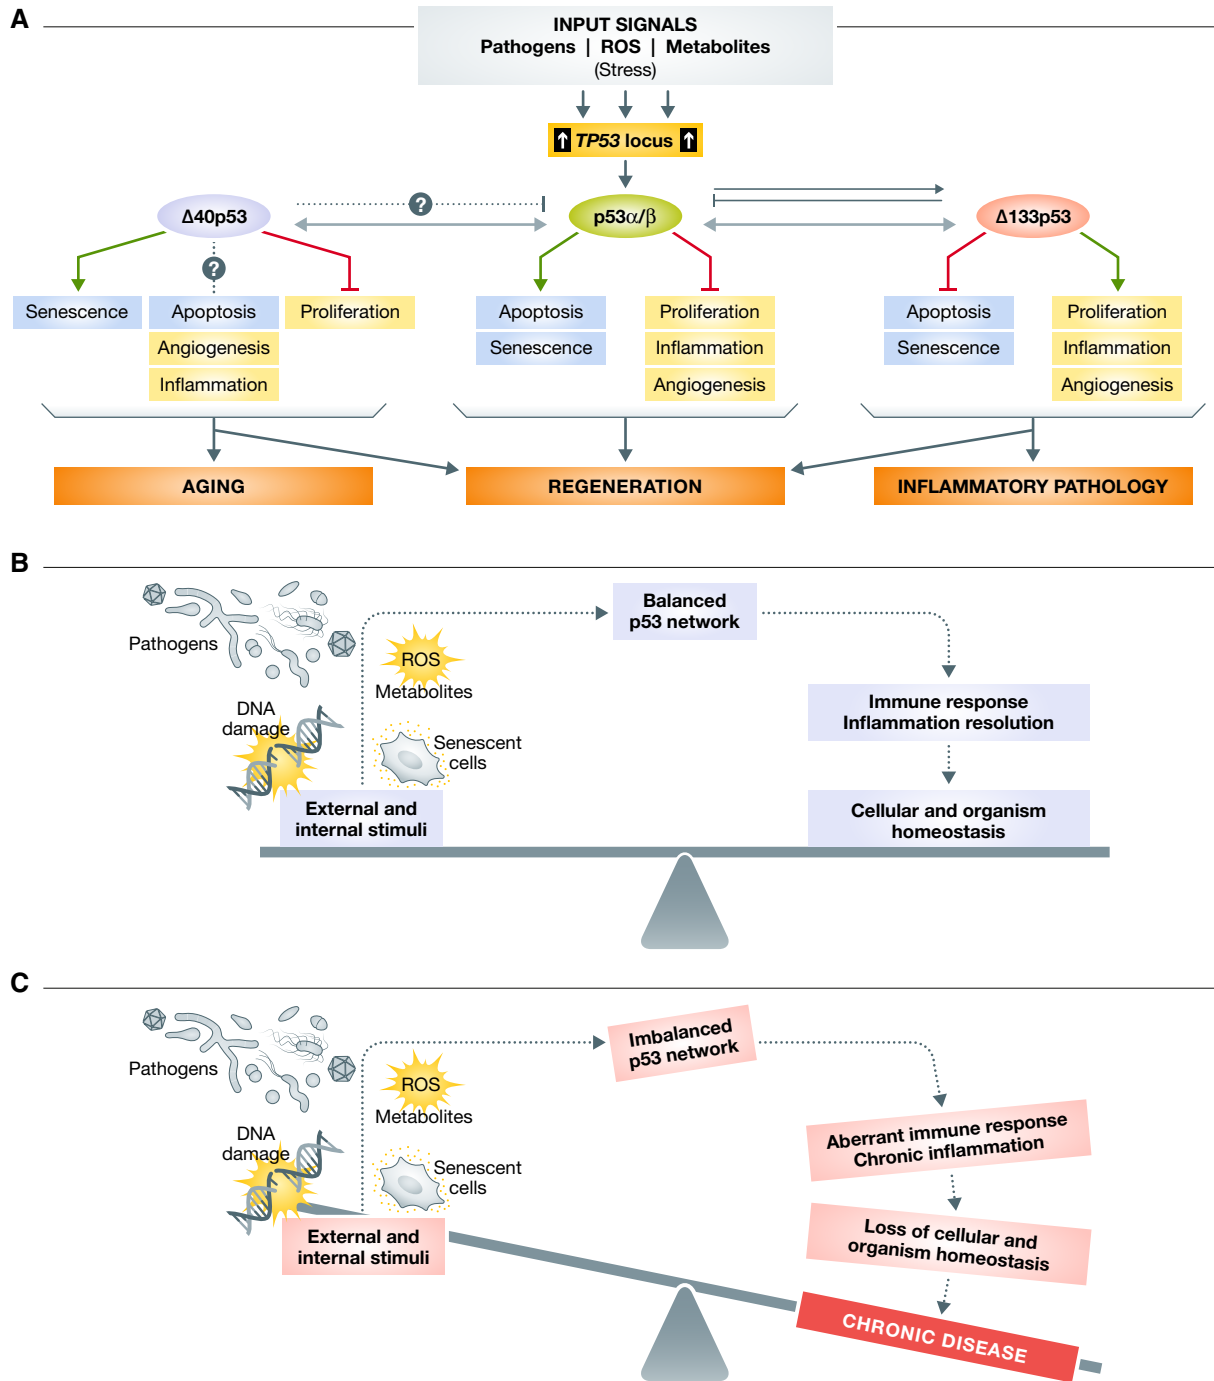 A
INPUT SIGNALS
Pathogens | ROS | Metabolites
(Stress)
TP53 locus
Δ40p53
?
p53α/β
Δ133p53
?
Senescence
Apoptosis
Angiogenesis
Inflammation
Proliferation
Apoptosis
Senescence
Proliferation
Inflammation
Angiogenesis
Apoptosis
Senescence
Proliferation
Inflammation
Angiogenesis
AGING
REGENERATION
INFLAMMATORY PATHOLOGY
B
Pathogens
ROS
Metabolites
DNA
damage
Senescent
cells
External and
internal stimuli
Balanced
p53 network
Immune response
Inflammation resolution
Cellular and organism
homeostasis
C
Pathogens
ROS
Metabolites
DNA
damage
Senescent
cells
External and
internal stimuli
Imbalanced
p53 network
Aberrant immune response
Chronic inflammation
Loss of cellular and
organism homeostasis
CHRONIC DISEASE